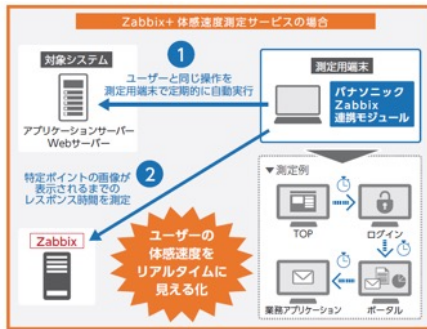 Zabbix+ 体感速度測定サービスの場合
対象システム
アプリケーションサーバー
Webサーバー
1
ユーザーと同じ操作を
測定用端末で定期的に自動実行
測定用端末
パナソニック
Zabbix
連携モジュール
2
特定ポイントの画像が
表示されるまでの
レスポンス時間を測定
Zabbix
ユーザーの
体感速度を
リアルタイムに
見える化
▼測定例
TOP
ログイン
業務アプリケーション
ポータル